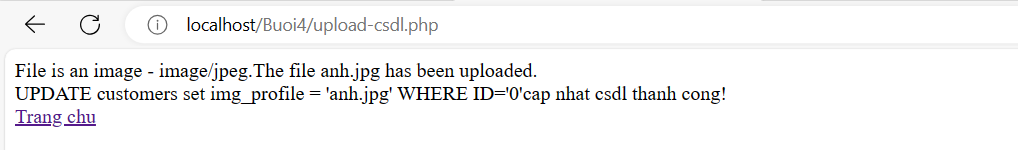 localhost/Buoi4/upload-csdl.php
File is an image - image/jpeg.The file anh.jpg has been uploaded.
UPDATE customers set img_profile = 'anh.jpg' WHERE ID='0'cap nhat csdl thanh cong!
Trang chu